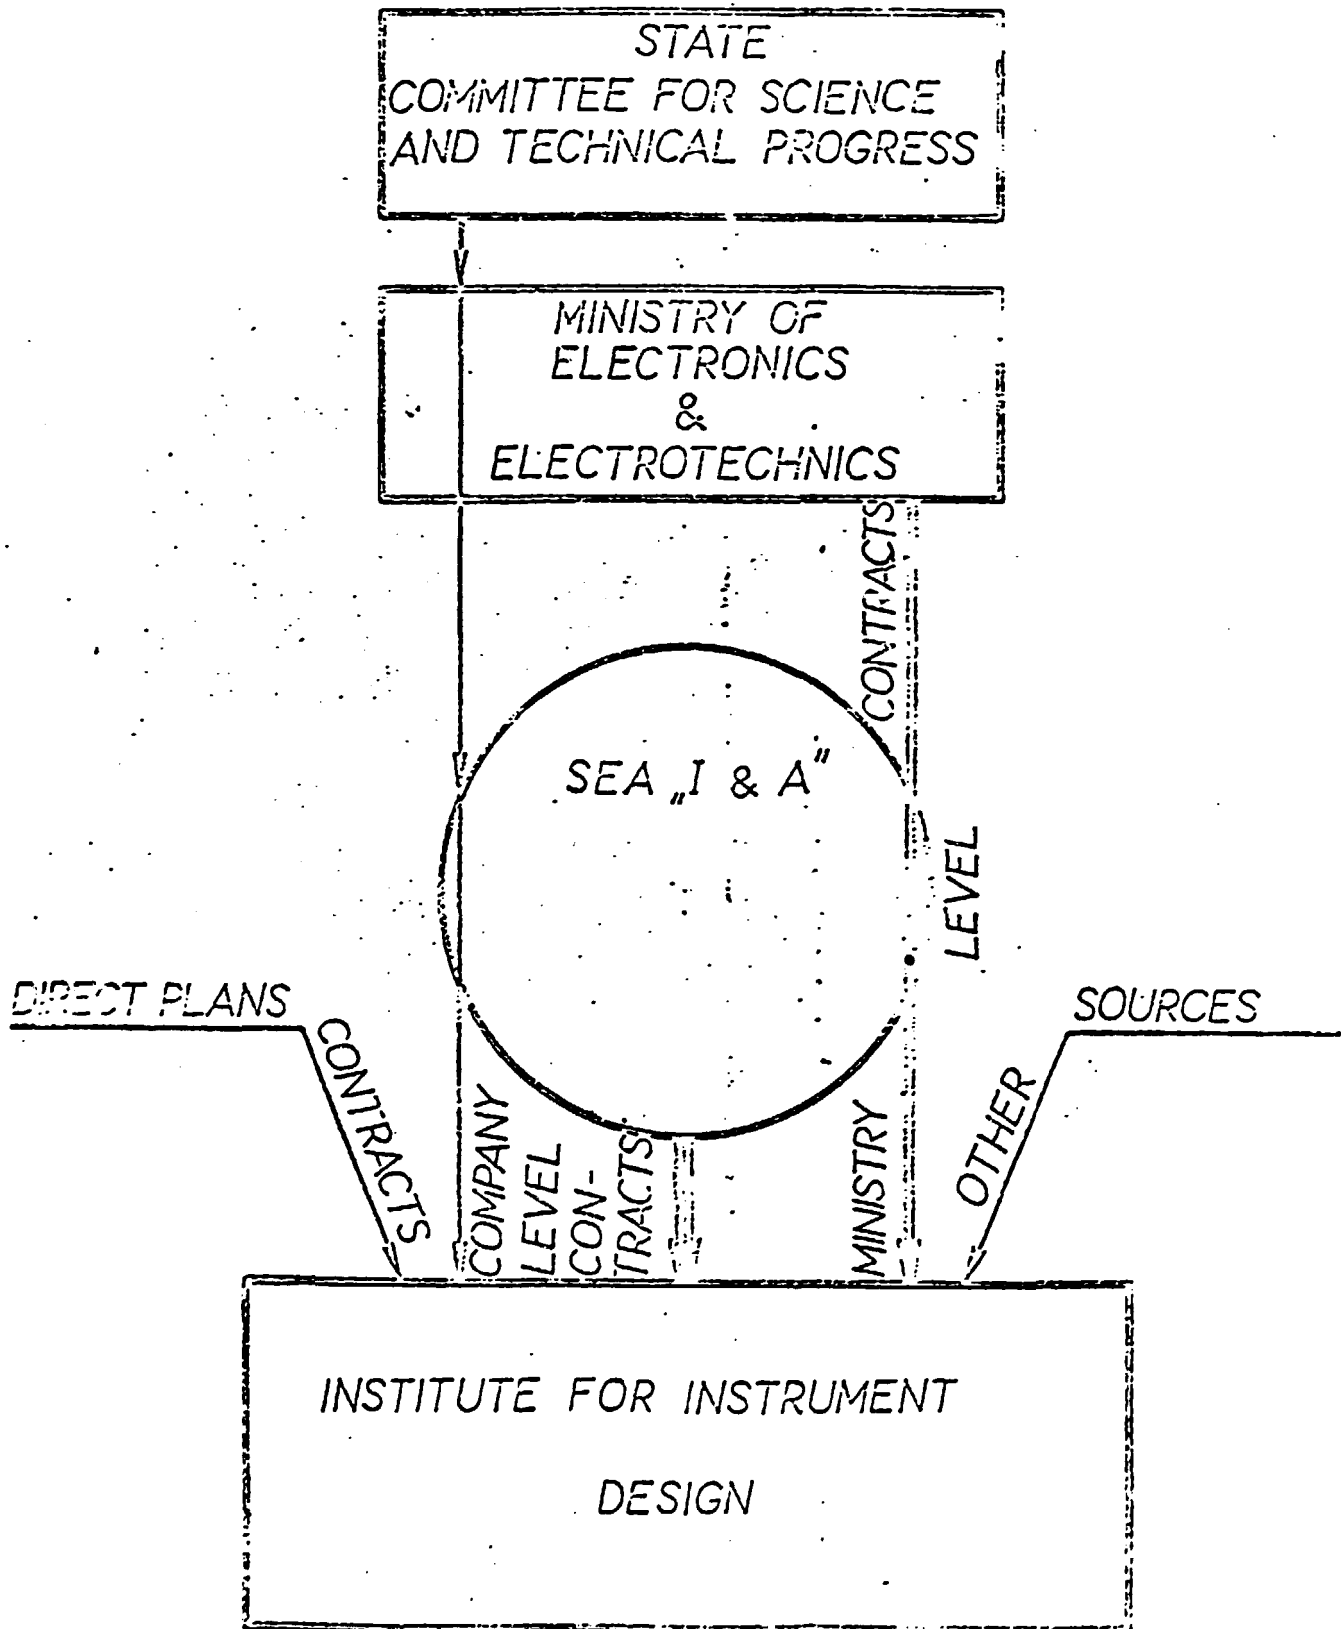 STATE
COMMITTEE FOR SCIENCE
AND TECHNICAL PROGRESS
MINISTRY OF
ELECTRONICS
&
ELECTROTECHNICS
CONTRACTS
SEA „I & A"
LEVEL
DIRECT PLANS
CONTRACTS
COMPANY
LEVEL
CON-
TRACTS
MINISTRY
OTHER
SOURCES
INSTITUTE FOR INSTRUMENT
DESIGN